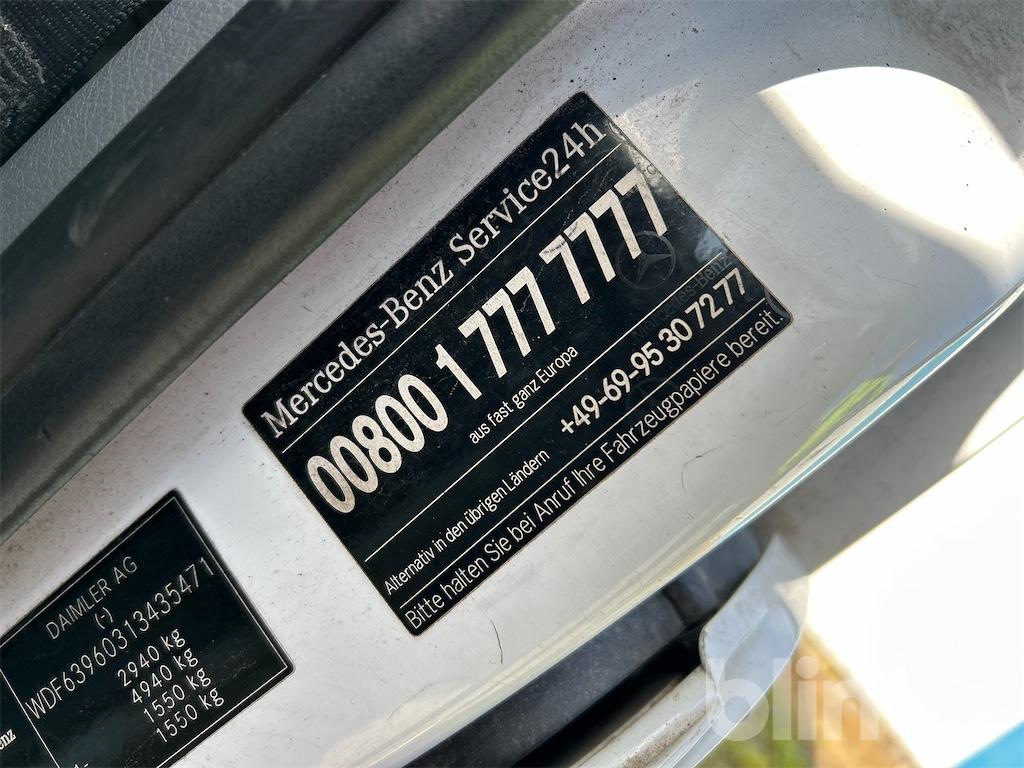 Mercedes-Benz Service24h
00800 1 777 7777
aus fast ganz Europa
Alternativ in den übrigen Ländern +49-69-95 30 72 77
Bitte halten Sie bei Anruf Ihre Fahrzeugpapiere bereit.
Mercedes-Benz
DAIMLER AG
(-)
WDF63960313435471
2940 kg
4940 kg
1550 kg
1550 kg